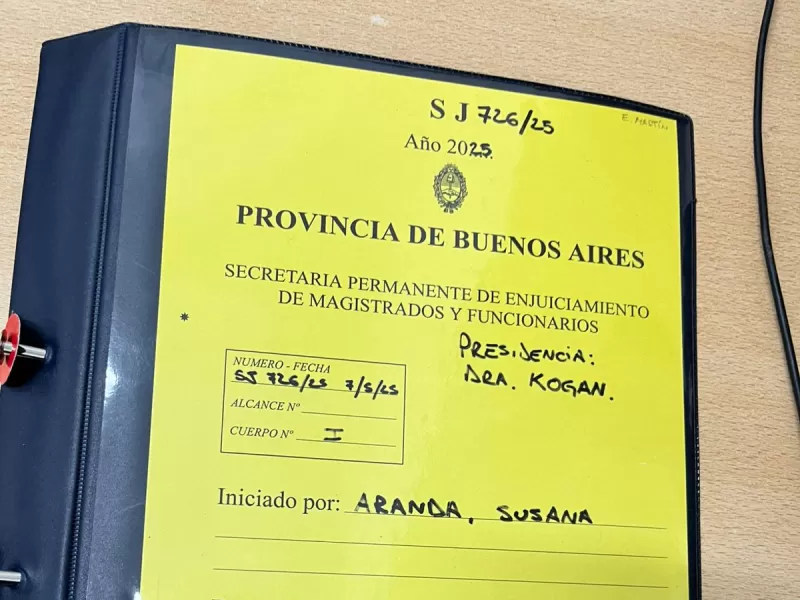 S J 726/25
E. MARTÍN
Año 2025.
PROVINCIA DE BUENOS AIRES
SECRETARIA PERMANENTE DE ENJUICIAMIENTO
DE MAGISTRADOS Y FUNCIONARIOS
PRESIDENCIA:
DRA. KOGAN.
NUMERO - FECHA
SJ 726/25 7/5/25
ALCANCE Nº
CUERPO Nº I
Iniciado por: ARANDA, SUSANA